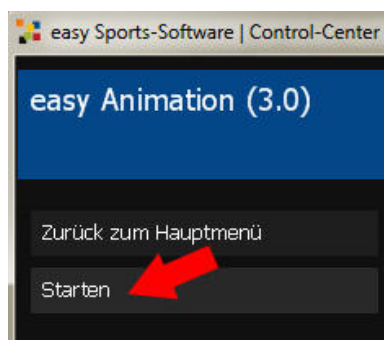 easy Sports-Software | Control-Center
easy Animation (3.0)
Zurück zum Hauptmenü
Starten